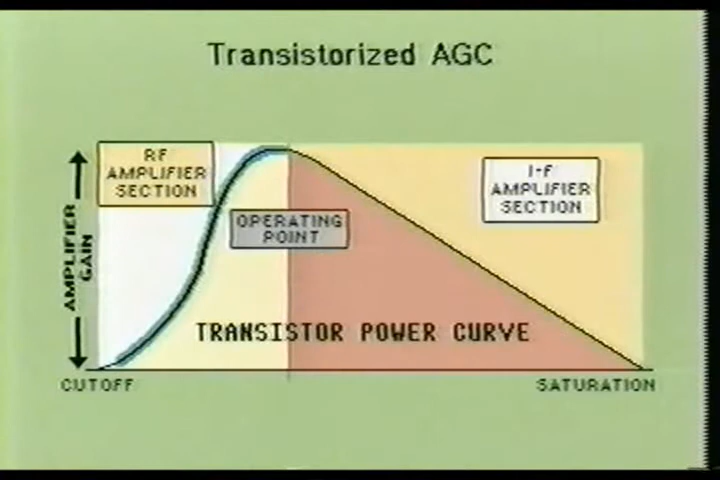 Transistorized AGC
RF
AMPLIFIER
SECTION
I-F
AMPLIFIER
SECTION
OPERATING
POINT
AMPLIFIER
GAIN
TRANSISTOR POWER CURVE
CUTOFF
SATURATION